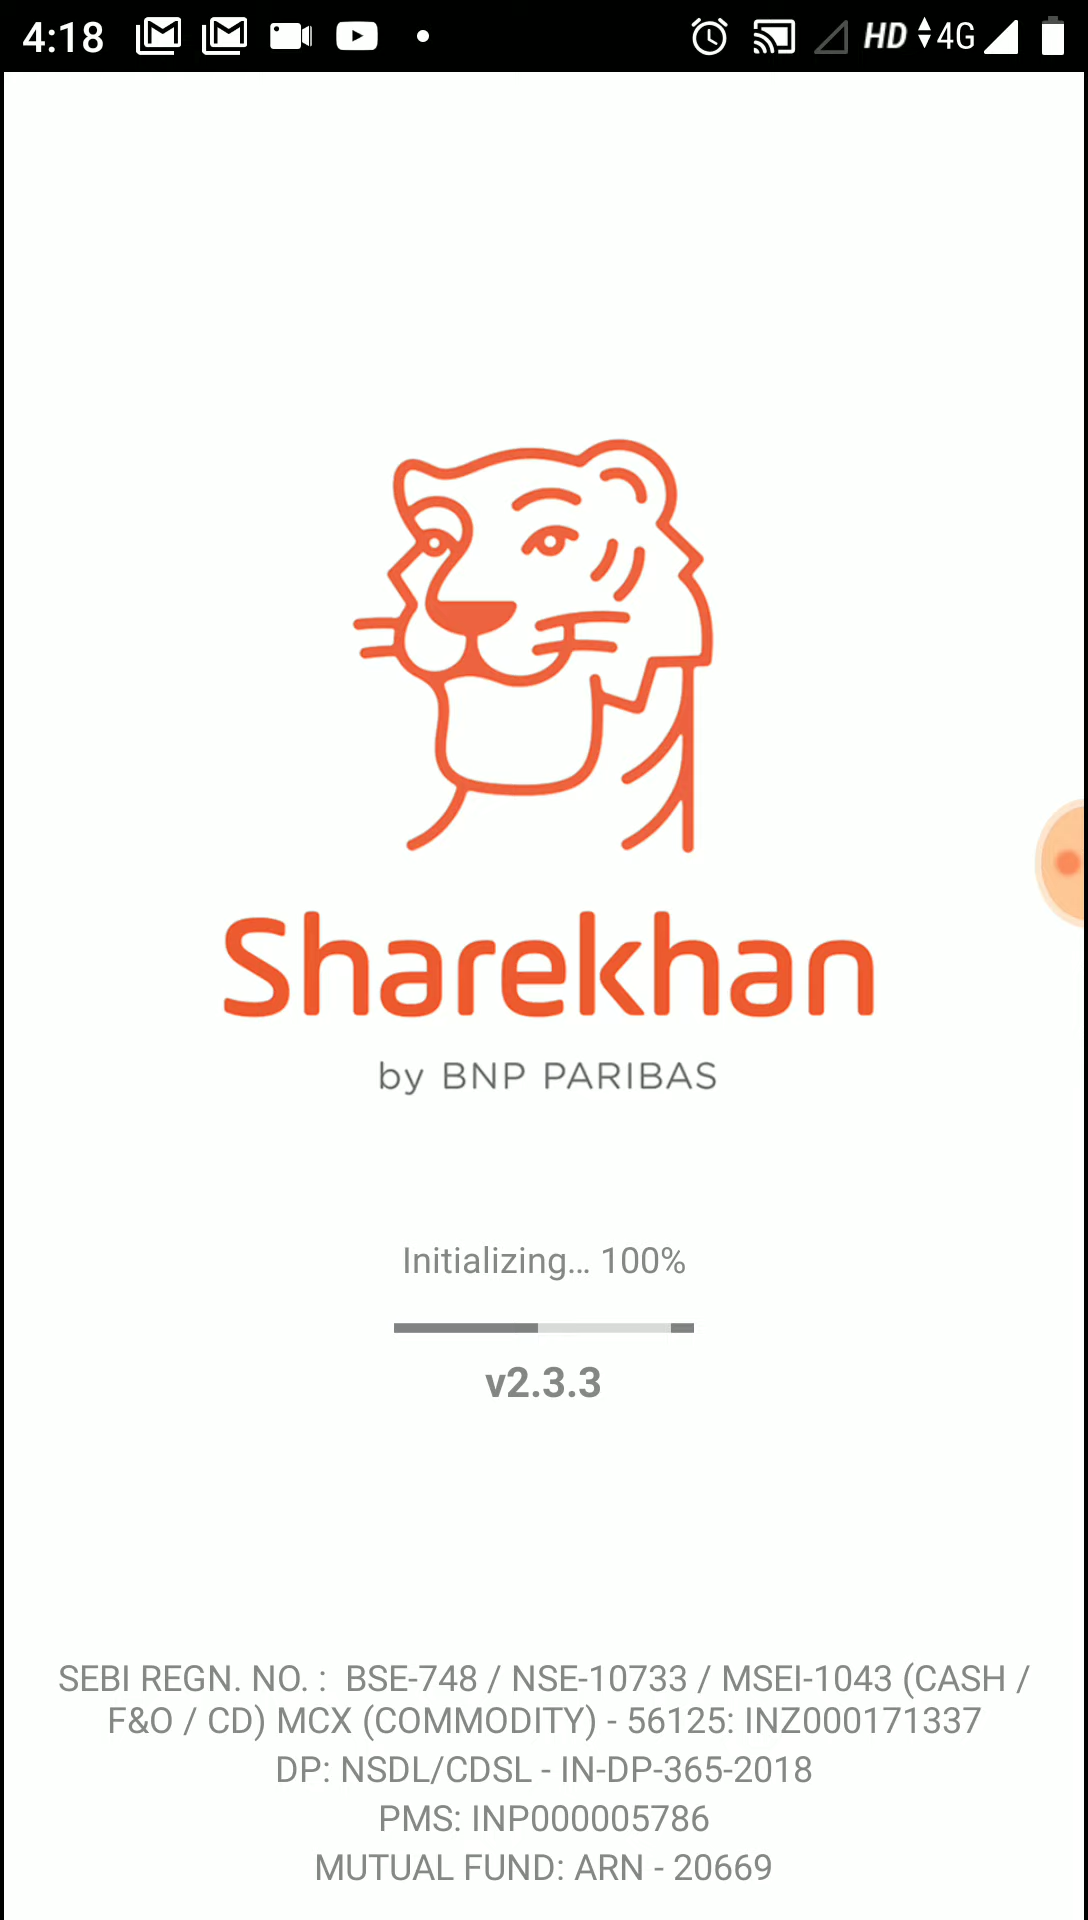 4:18 HD 4G
Sharekhan
by BNP PARIBAS
Initializing... 100%
v2.3.3
SEBI REGN. NO. :  BSE-748 / NSE-10733 / MSEI-1043 (CASH /
F&O / CD) MCX (COMMODITY) - 56125: INZ000171337
DP: NSDL/CDSL - IN-DP-365-2018
PMS: INP000005786
MUTUAL FUND: ARN - 20669